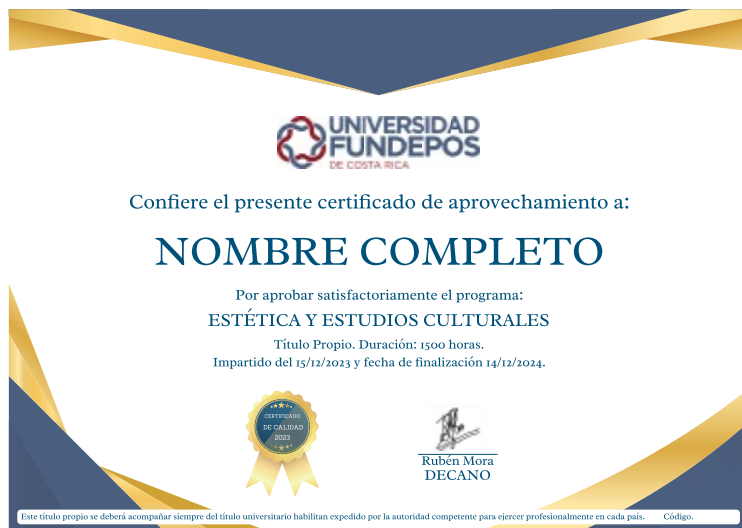 UNIVERSIDAD
FUNDEPOS
DE COSTA RICA
Confiere el presente certificado de aprovechamiento a:
NOMBRE COMPLETO
Por aprobar satisfactoriamente el programa:
ESTÉTICA Y ESTUDIOS CULTURALES
Título Propio. Duración: 1500 horas.
Impartido del 15/12/2023 y fecha de finalización 14/12/2024.
CERTIFICADO
DE CALIDAD
2023
Rubén Mora
DECANO
Este título propio se deberá acompañar siempre del título universitario habilitan expedido por la autoridad competente para ejercer profesionalmente en cada país. Código.